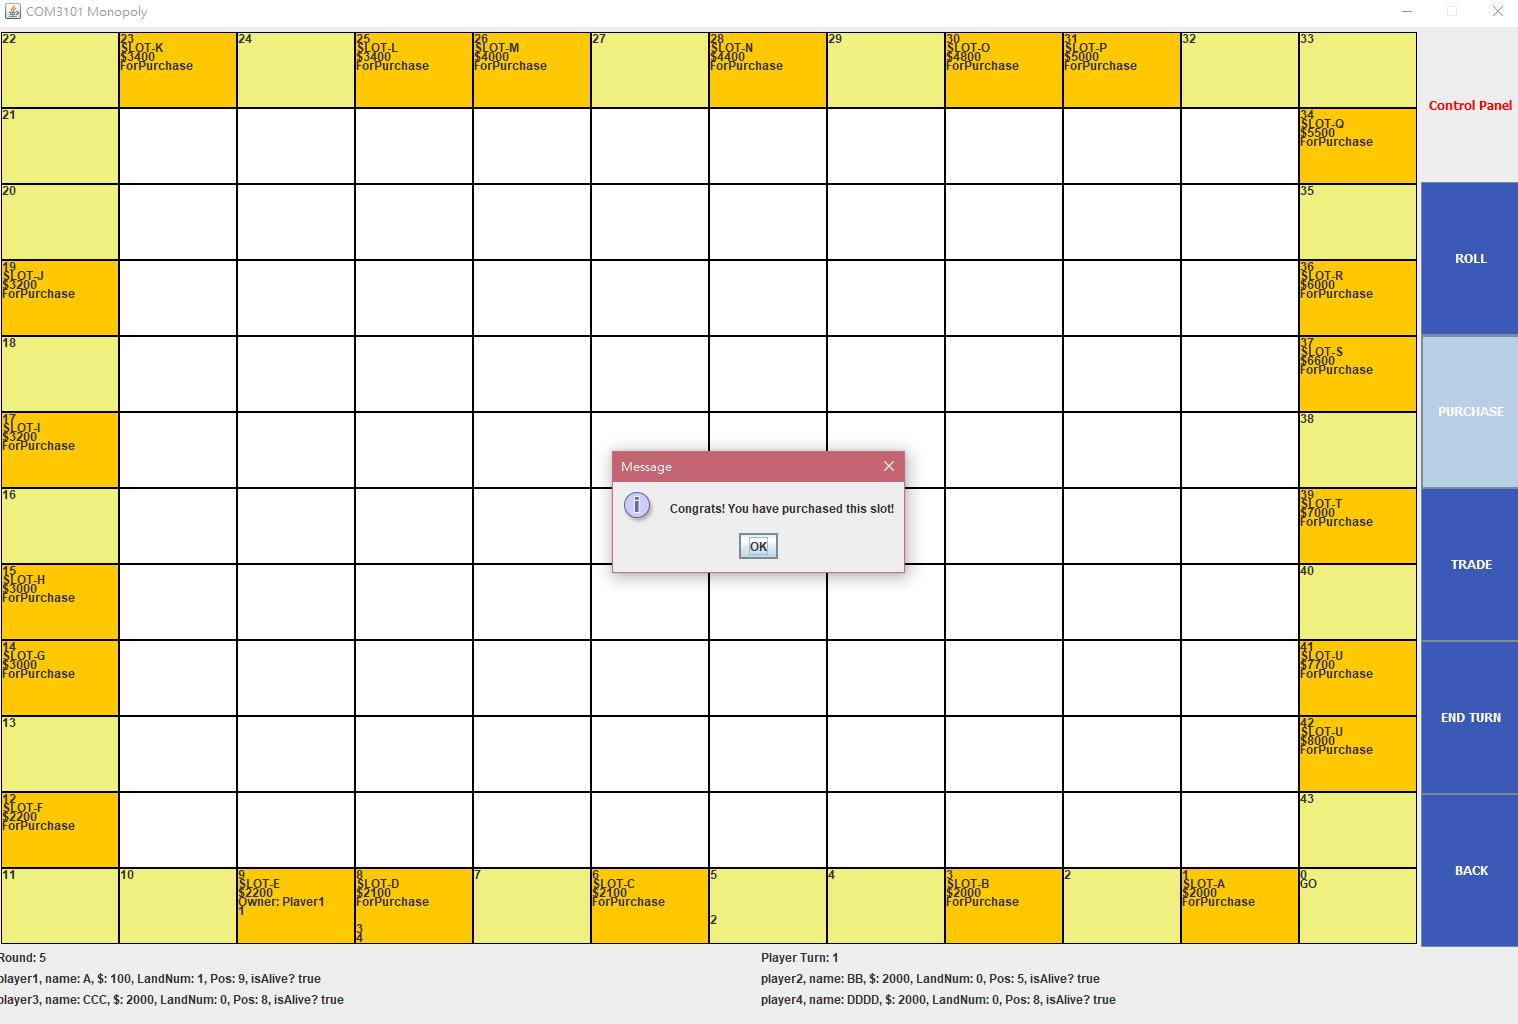 COM3101 Monopoly
22
23
SLOT-K
$3400
ForPurchase
24
25
SLOT-L
$3400
ForPurchase
26
SLOT-M
$4000
ForPurchase
27
28
SLOT-N
$4400
ForPurchase
29
30
SLOT-O
$4800
ForPurchase
31
SLOT-P
$5000
ForPurchase
32
33
Control Panel
21
34
SLOT-Q
$5500
ForPurchase
20
35
ROLL
19
SLOT-J
$3200
ForPurchase
36
SLOT-R
$6000
ForPurchase
18
37
SLOT-S
$6600
ForPurchase
PURCHASE
17
SLOT-I
$3200
ForPurchase
38
Message
Congrats! You have purchased this slot!
OK
16
39
SLOT-T
$7000
ForPurchase
TRADE
15
SLOT-H
$3000
ForPurchase
40
14
SLOT-G
$3000
ForPurchase
41
SLOT-U
$7700
ForPurchase
END TURN
13
42
SLOT-U
$8000
ForPurchase
12
SLOT-F
$2200
ForPurchase
43
BACK
11
10
9
SLOT-E
$2200
Owner: Player1
1
8
SLOT-D
$2100
ForPurchase
3
4
7
6
SLOT-C
$2100
ForPurchase
5
2
4
3
SLOT-B
$2000
ForPurchase
2
1
SLOT-A
$2000
ForPurchase
0
GO
Round: 5
Player Turn: 1
player1, name: A, $: 100, LandNum: 1, Pos: 9, isAlive? true
player2, name: BB, $: 2000, LandNum: 0, Pos: 5, isAlive? true
player3, name: CCC, $: 2000, LandNum: 0, Pos: 8, isAlive? true
player4, name: DDDD, $: 2000, LandNum: 0, Pos: 8, isAlive? true